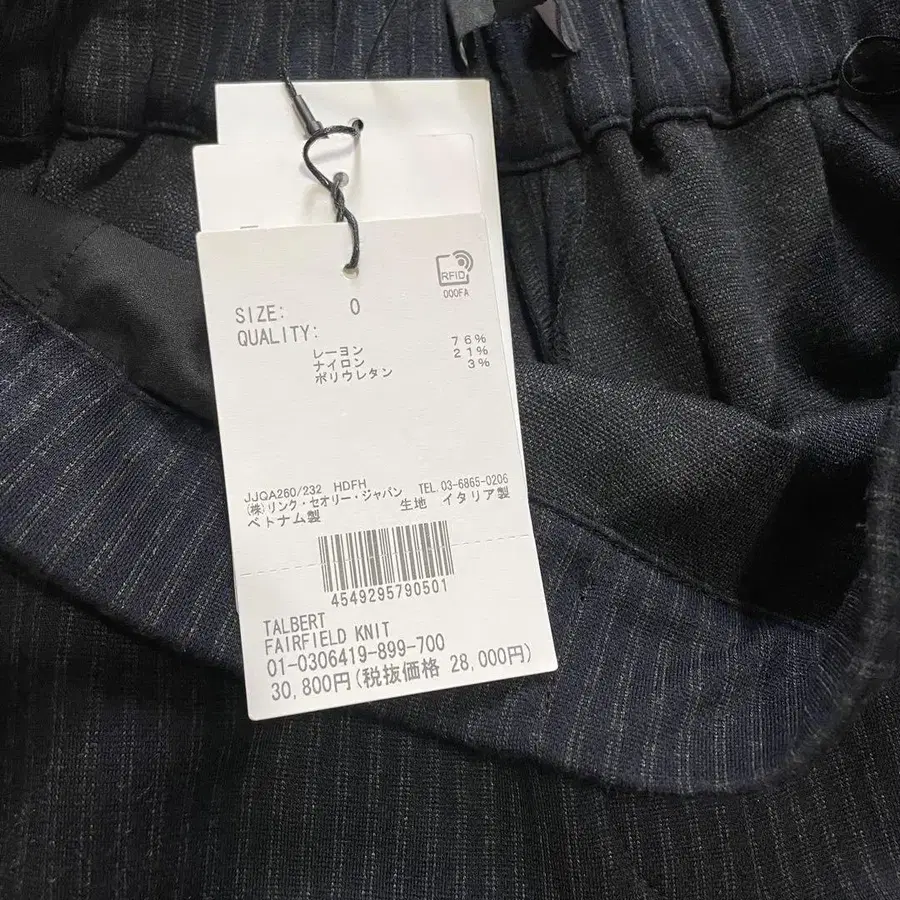 RFID
000FA
SIZE: 0
QUALITY:
レーヨン 76%
ナイロン 21%
ポリウレタン 3%
JJQA260/232 HDFH
(株)リンク・セオリー・ジャパン TEL.03-6865-0206
ベトナム製 生地 イタリア製
4549295790501
TALBERT
FAIRFIELD KNIT
01-0306419-899-700
30,800円(税抜価格 28,000円)